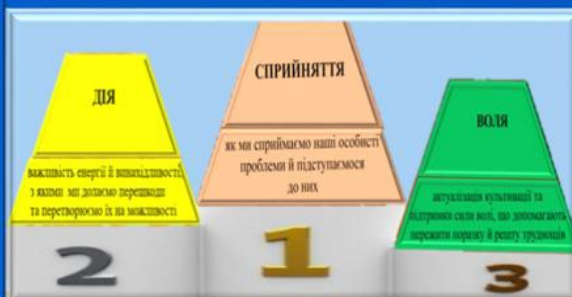 ДІЯ
важливість енергії й винахідливості,
з якими ми долаємо перешкоди
та перетворюємо їх на можливості
2
СПРИЙНЯТТЯ
як ми сприймаємо наші особисті
проблеми й підступаємося
до них
1
ВОЛЯ
актуалізація культивації та
підтримки сили волі, що допомагають
пережити поразку й решту труднощів
3